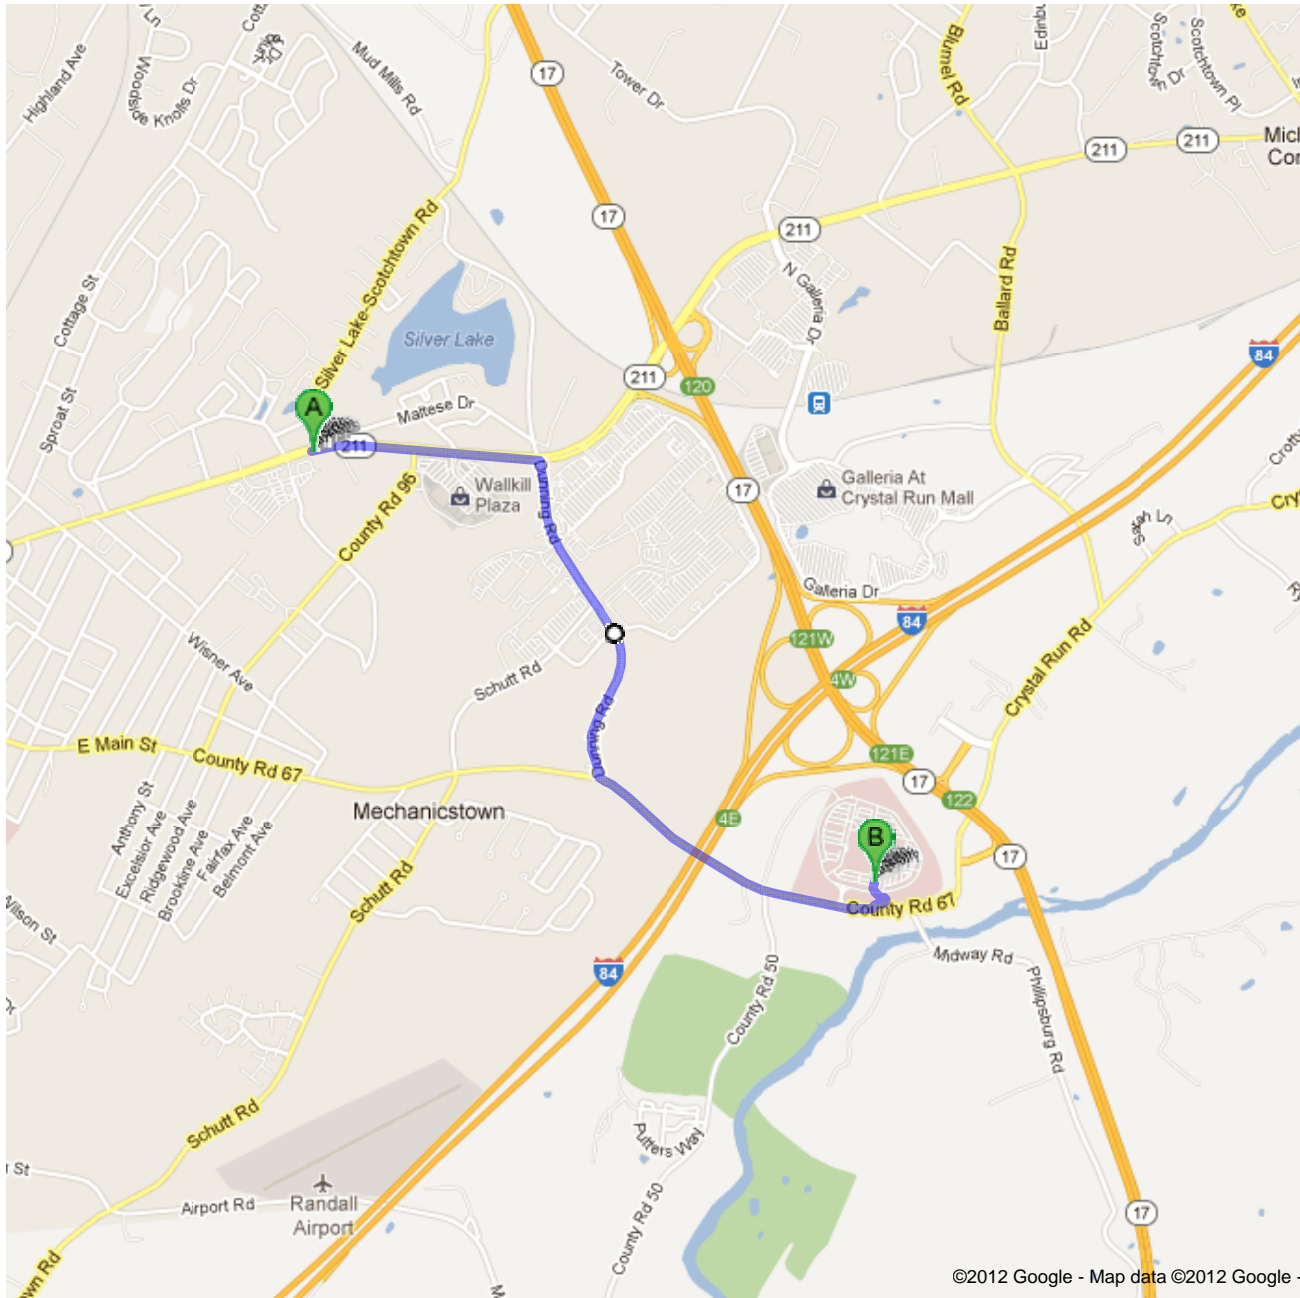 Highland Ave
Woodside Knolls Dr
Mud Mills Rd
17
Tower Dr
Blumel Rd
Scotchtown Dr
Scotchtown Pl
211
211
Cottage St
Silver Lake-Scotchtown Rd
17
211
N Galleria Dr
Ballard Rd
Silver Lake
84
211
120
Sproat St
A
Maltese Dr
211
County Rd 96
Wallkill
Plaza
Dunning Rd
17
Galleria At
Crystal Run Mall
Galleria Dr
84
121W
Wisner Ave
Schutt Rd
4W
Crystal Run Rd
Dunning Rd
E Main St
County Rd 67
121E
17
122
Mechanicstown
4E
Anthony St
Excelsior Ave
Ridgewood Ave
Brookline Ave
Fairfax Ave
Belmont Ave
B
17
Schutt Rd
County Rd 67
Wilson St
84
Midway Rd
County Rd 50
Phillipsburg Rd
Schutt Rd
Putters Way
Airport Rd
Randall
Airport
County Rd 50
17
©2012 Google - Map data ©2012 Google -